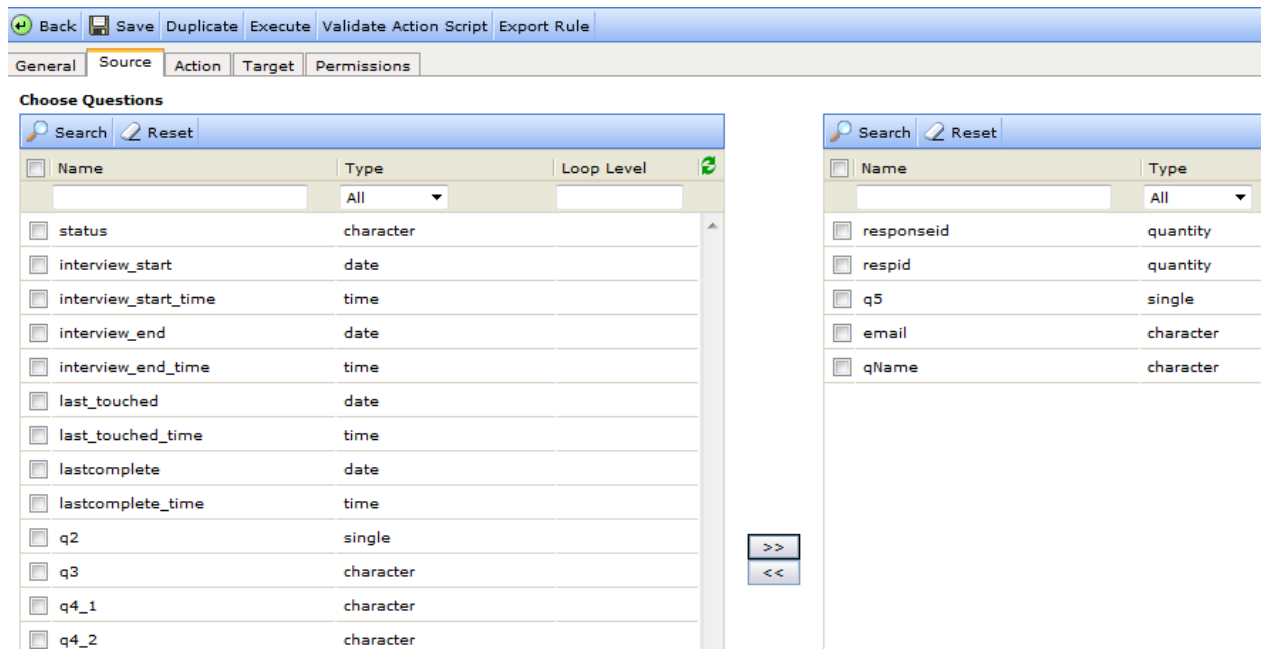 Back Save Duplicate Execute Validate Action Script Export Rule
General Source Action Target Permissions
Choose Questions
Search Reset
Name Type Loop Level
All
status character
interview_start date
interview_start_time time
interview_end date
interview_end_time time
last_touched date
last_touched_time time
lastcomplete date
lastcomplete_time time
q2 single
q3 character
q4_1 character
q4_2 character
>>
<<
Search Reset
Name Type
All
responseid quantity
respid quantity
q5 single
email character
qName character